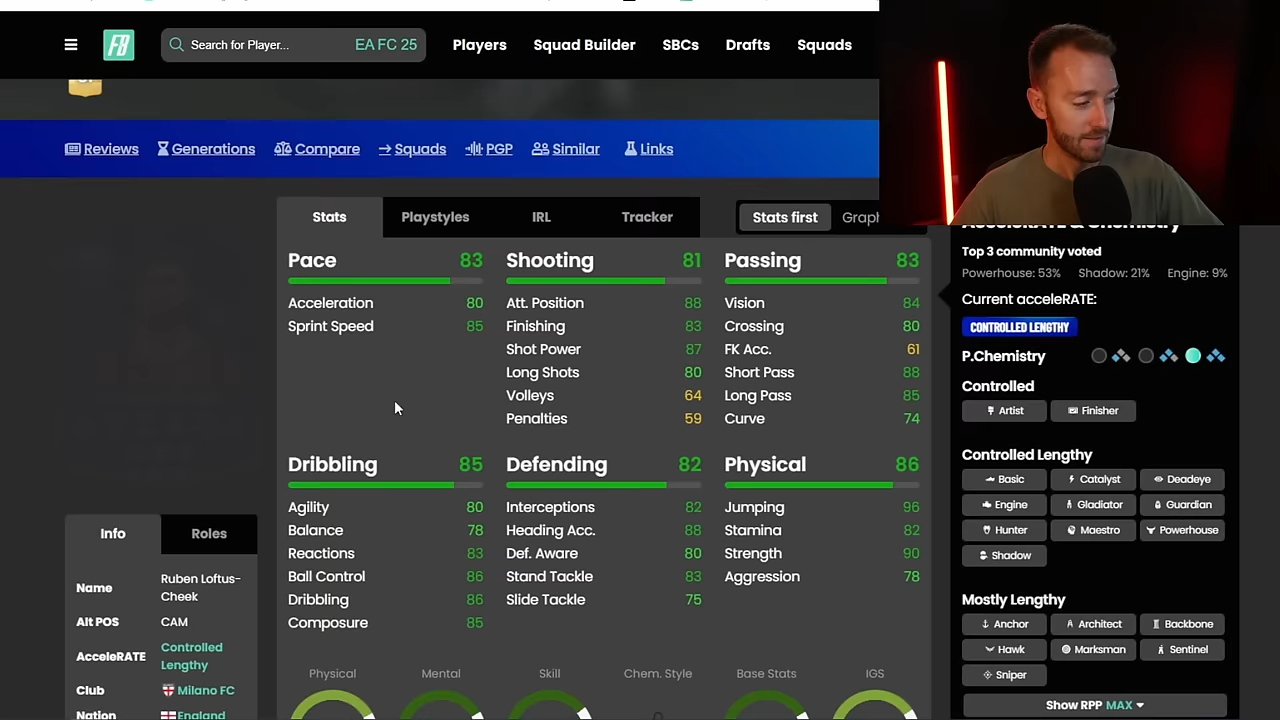 F8 Search for Player... EA FC 25 Players Squad Builder SBCs Drafts Squads
Reviews Generations Compare Squads PGP Similar Links
Stats Playstyles IRL Tracker Stats first Graph
Pace 83
Acceleration 80
Sprint Speed 85
Shooting 81
Att. Position 88
Finishing 83
Shot Power 87
Long Shots 80
Volleys 64
Penalties 59
Passing 83
Vision 84
Crossing 80
FK Acc. 61
Short Pass 88
Long Pass 85
Curve 74
Dribbling 85
Agility 80
Balance 78
Reactions 83
Ball Control 86
Dribbling 86
Composure 85
Defending 82
Interceptions 82
Heading Acc. 88
Def. Aware 80
Stand Tackle 83
Slide Tackle 75
Physical 86
Jumping 96
Stamina 82
Strength 90
Aggression 78
Physical Mental Skill Chem. Style Base Stats IGS
Info Roles
Name Ruben Loftus-
Cheek
Alt POS CAM
AcceleRATE Controlled
Lengthy
Club Milano FC
Nation England
AcceleRATE & Chemistry
Top 3 community voted
Powerhouse: 53% Shadow: 21% Engine: 9%
Current acceleRATE:
CONTROLLED LENGTHY
P.Chemistry
Controlled
Artist Finisher
Controlled Lengthy
Basic Catalyst Deadeye
Engine Gladiator Guardian
Hunter Maestro Powerhouse
Shadow
Mostly Lengthy
Anchor Architect Backbone
Hawk Marksman Sentinel
Sniper
Show RPP MAX